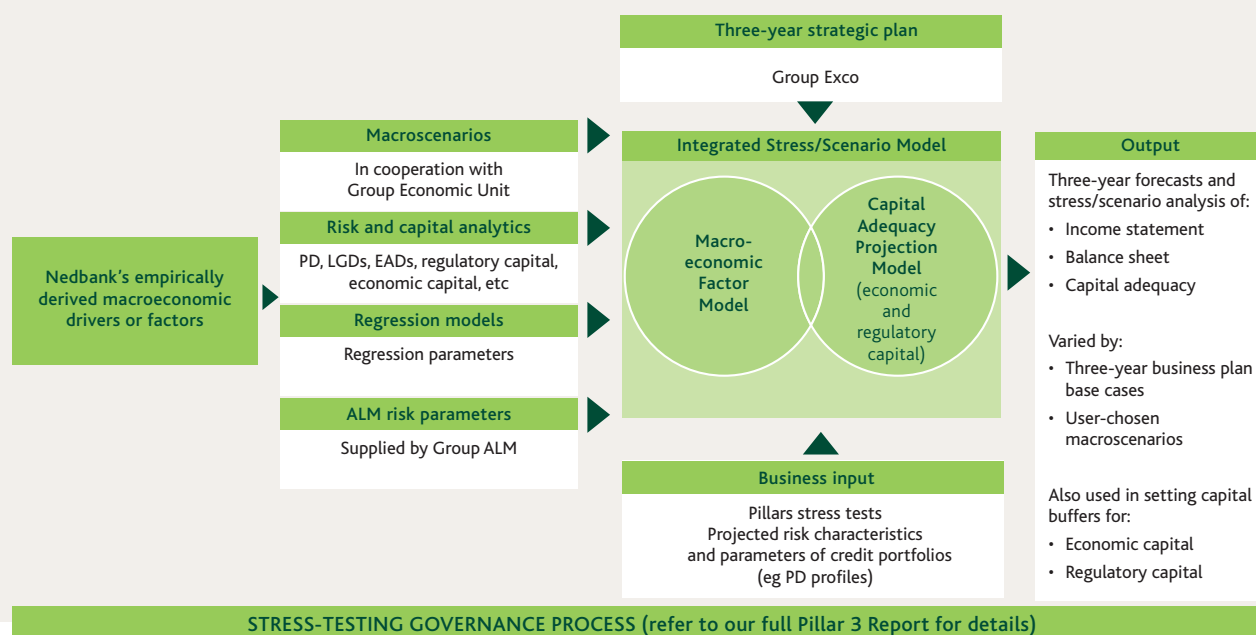 Three-year strategic plan
Group Exco
Nedbank's empirically
derived macroeconomic
drivers or factors
Macroscenarios
In cooperation with
Group Economic Unit
Risk and capital analytics
PD, LGDs, EADs, regulatory capital,
economic capital, etc
Regression models
Regression parameters
ALM risk parameters
Supplied by Group ALM
Integrated Stress/Scenario Model
Macro-
economic
Factor
Model
Capital
Adequacy
Projection
Model
(economic
and
regulatory
capital)
Business input
Pillars stress tests
Projected risk characteristics
and parameters of credit portfolios
(eg PD profiles)
Output
Three-year forecasts and
stress/scenario analysis of:
• Income statement
• Balance sheet
• Capital adequacy
Varied by:
• Three-year business plan
base cases
• User-chosen
macroscenarios
Also used in setting capital
buffers for:
• Economic capital
• Regulatory capital
STRESS-TESTING GOVERNANCE PROCESS (refer to our full Pillar 3 Report for details)